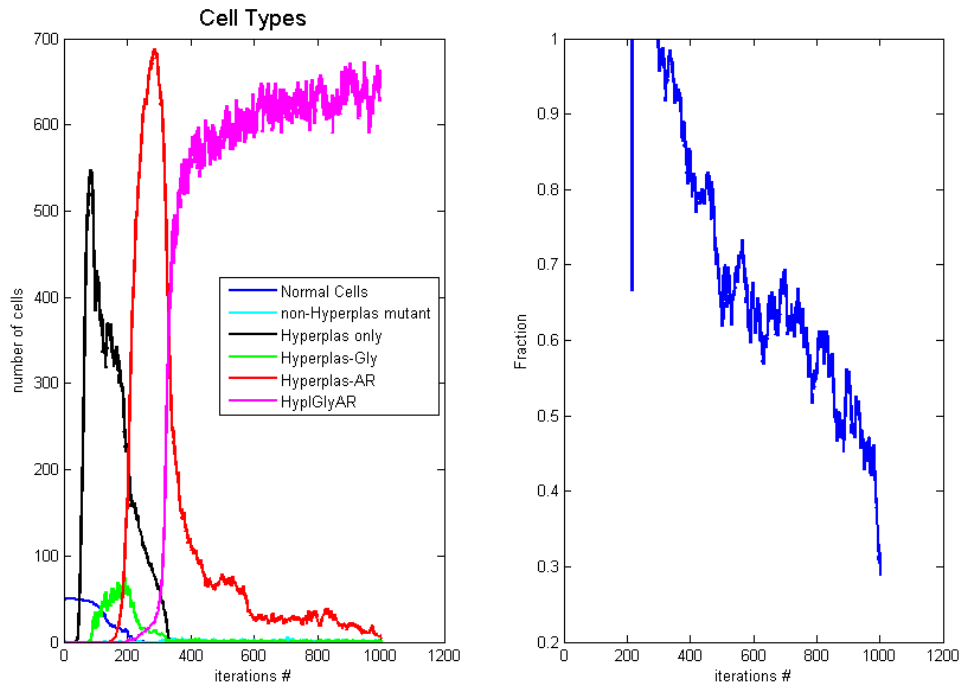 Cell Types
700
600
500
400
300
200
100
0
number of cells
0 200 400 600 800 1000 1200
iterations #
Normal Cells
non-Hyperplas mutant
Hyperplas only
Hyperplas-Gly
Hyperplas-AR
HyplGlyAR
1
0.9
0.8
0.7
0.6
0.5
0.4
0.3
0.2
Fraction
0 200 400 600 800 1000 1200
iterations #